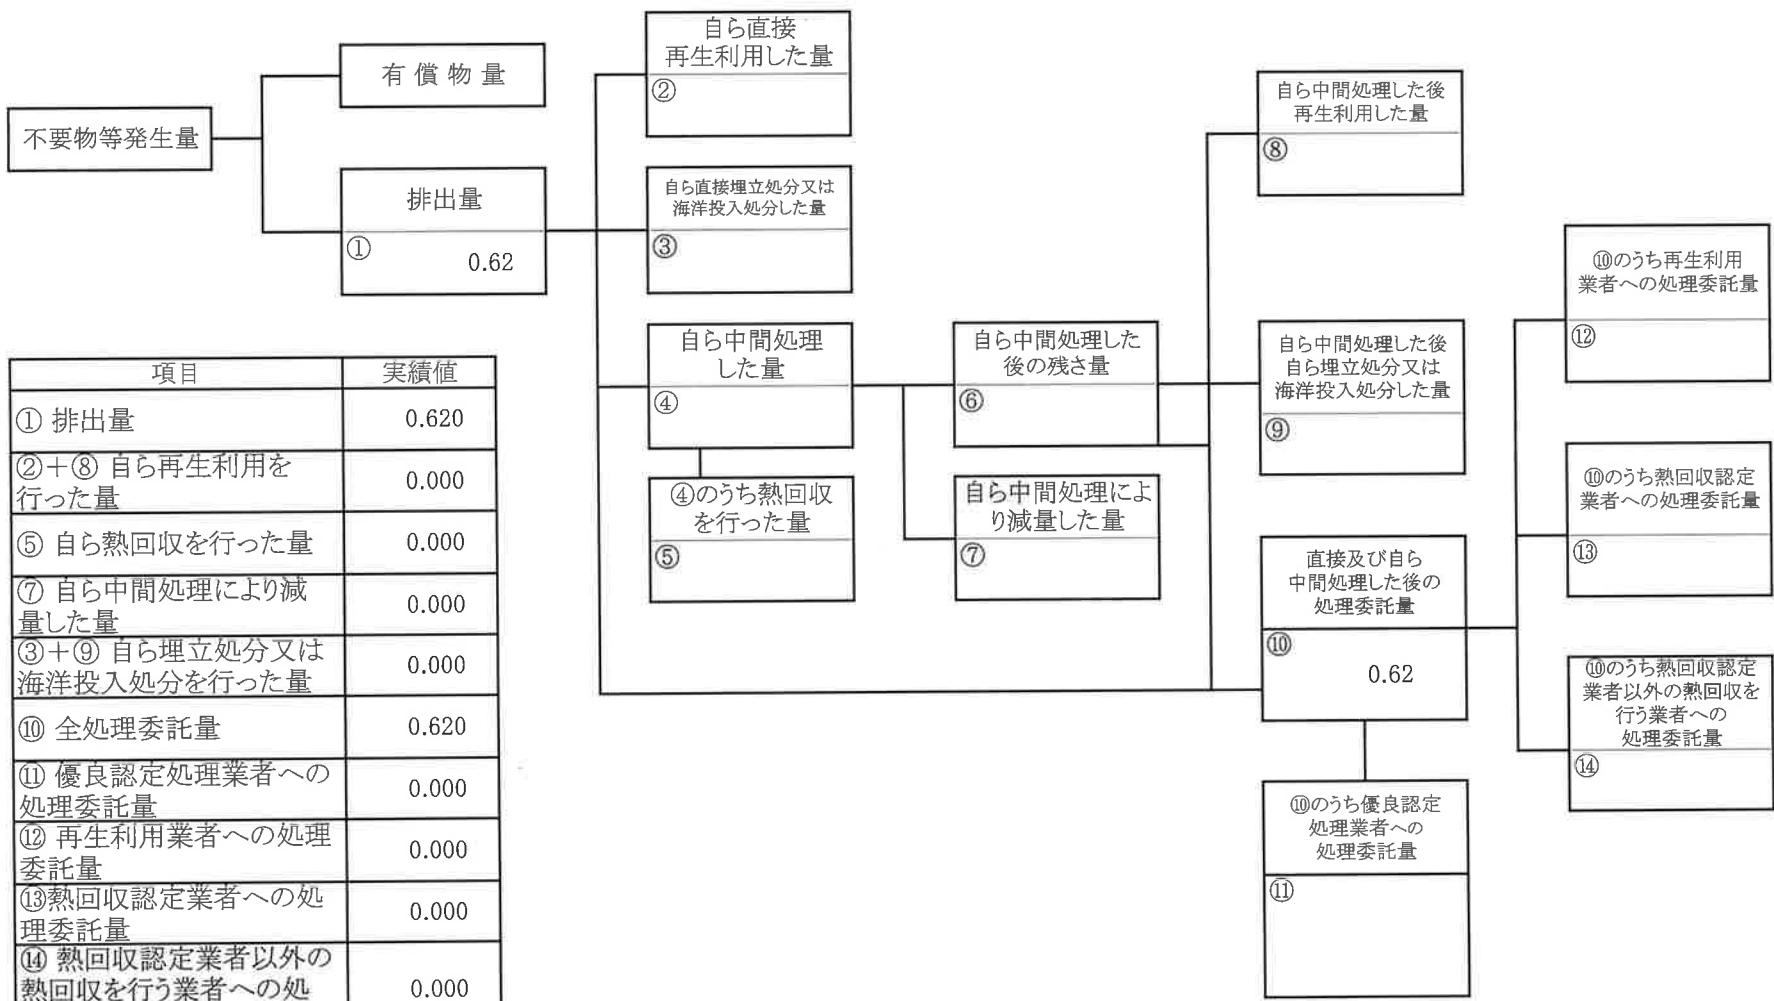 不要物等発生量
有償物量
排出量
①
0.62
自ら直接
再生利用した量
②
自ら直接埋立処分又は
海洋投入処分した量
③
自ら中間処理
した量
④
④のうち熱回収
を行った量
⑤
自ら中間処理した
後の残さ量
⑥
自ら中間処理によ
り減量した量
⑦
自ら中間処理した後
再生利用した量
⑧
自ら中間処理した後
自ら埋立処分又は
海洋投入処分した量
⑨
直接及び自ら
中間処理した後の
処理委託量
⑩
0.62
⑩のうち優良認定
処理業者への
処理委託量
⑪
⑩のうち再生利用
業者への処理委託量
⑫
⑩のうち熱回収認定
業者への処理委託量
⑬
⑩のうち熱回収認定
業者以外の熱回収を
行う業者への
処理委託量
⑭
項目 実績値
① 排出量 0.620
②+⑧ 自ら再生利用を
行った量 0.000
⑤ 自ら熱回収を行った量 0.000
⑦ 自ら中間処理により減
量した量 0.000
③+⑨ 自ら埋立処分又は
海洋投入処分を行った量 0.000
⑩ 全処理委託量 0.620
⑪ 優良認定処理業者への
処理委託量 0.000
⑫ 再生利用業者への処理
委託量 0.000
⑬熱回収認定業者への処
理委託量 0.000
⑭ 熱回収認定業者以外の
熱回収を行う業者への処 0.000